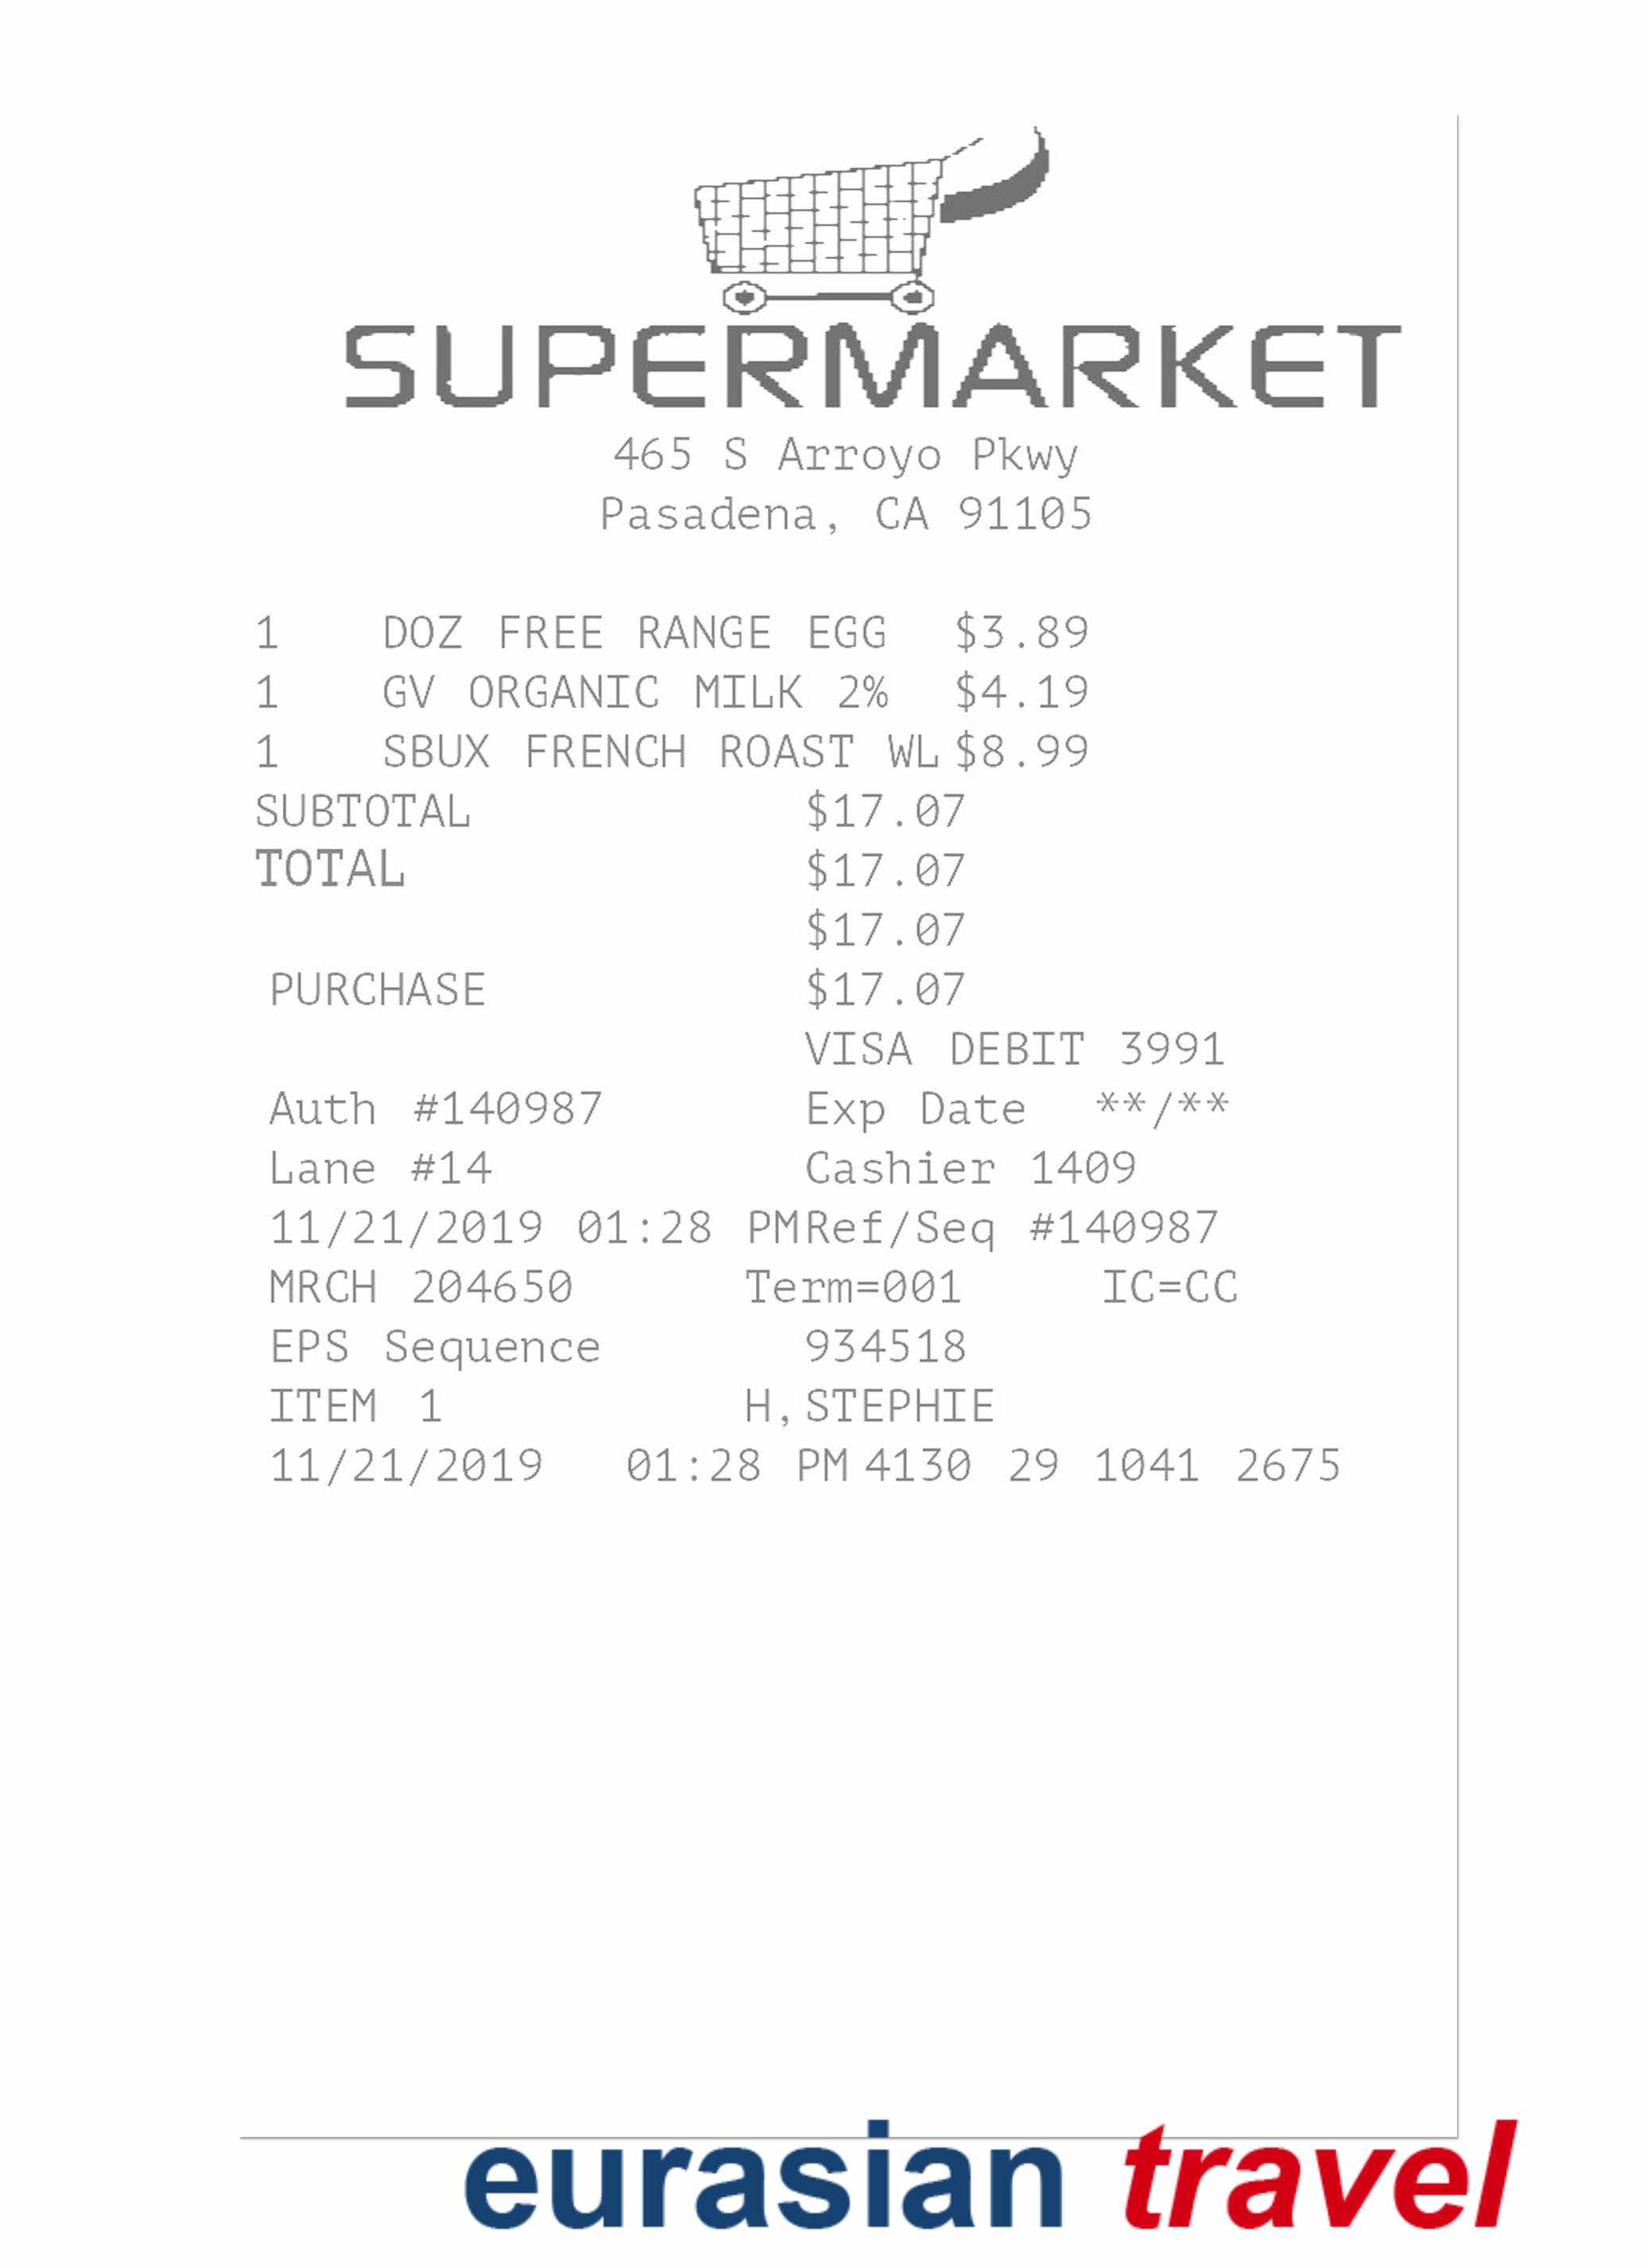 SUPERMARKET
465 S Arroyo Pkwy
Pasadena, CA 91105
1 DOZ FREE RANGE EGG $3.89
1 GV ORGANIC MILK 2% $4.19
1 SBUX FRENCH ROAST WL $8.99
SUBTOTAL $17.07
TOTAL $17.07
$17.07
PURCHASE $17.07
VISA DEBIT 3991
Auth #140987 Exp Date **/**
Lane #14 Cashier 1409
11/21/2019 01:28 PM Ref/Seq #140987
MRCH 204650 Term=001 IC=CC
EPS Sequence 934518
ITEM 1 H, STEPHIE
11/21/2019 01:28 PM 4130 29 1041 2675
eurasian travel